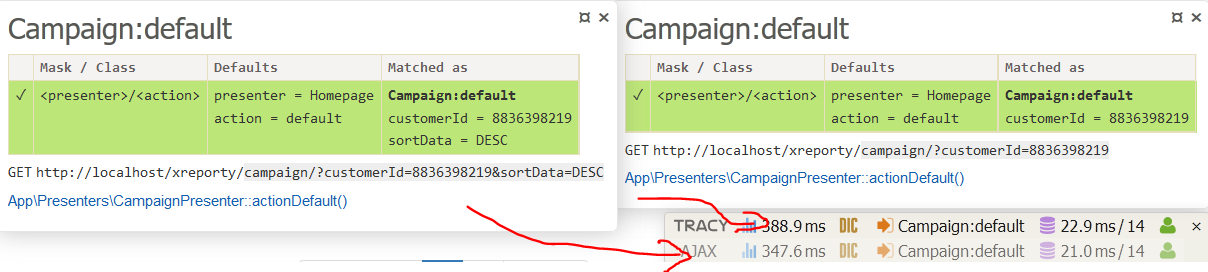 Campaign:default
¤ ×
Mask / Class Defaults Matched as
✓ <presenter>/<action> presenter = Homepage Campaign:default
action = default customerId = 8836398219
sortData = DESC
GET http://localhost/xreporty/campaign/?customerId=8836398219&sortData=DESC
App\Presenters\CampaignPresenter::actionDefault()
Campaign:default
¤ ×
Mask / Class Defaults Matched as
✓ <presenter>/<action> presenter = Homepage Campaign:default
action = default customerId = 8836398219
GET http://localhost/xreporty/campaign/?customerId=8836398219
App\Presenters\CampaignPresenter::actionDefault()
TRACY 388.9 ms DIC Campaign:default 22.9 ms / 14 ×
AJAX 347.6 ms DIC Campaign:default 21.0 ms / 14